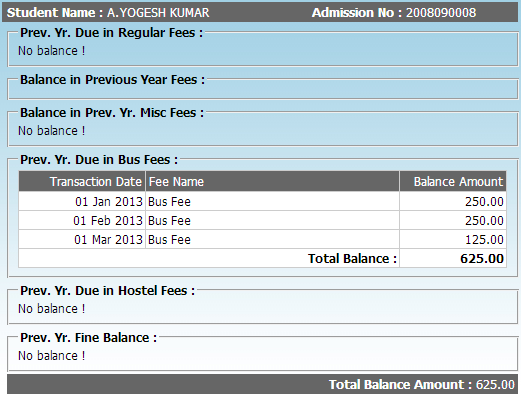 Student Name : A.YOGESH KUMAR Admission No : 2008090008
Prev. Yr. Due in Regular Fees :
No balance !
Balance in Previous Year Fees :
Balance in Prev. Yr. Misc Fees :
No balance !
Prev. Yr. Due in Bus Fees :
Transaction Date Fee Name Balance Amount
01 Jan 2013 Bus Fee 250.00
01 Feb 2013 Bus Fee 250.00
01 Mar 2013 Bus Fee 125.00
Total Balance : 625.00
Prev. Yr. Due in Hostel Fees :
No balance !
Prev. Yr. Fine Balance :
No balance !
Total Balance Amount : 625.00